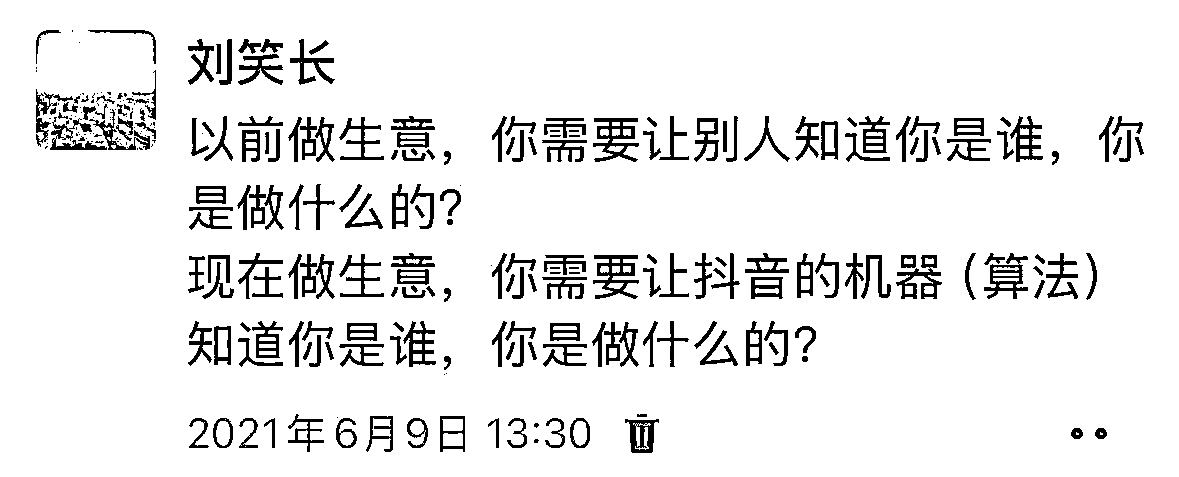 刘笑长
以前做生意，你需要让别人知道你是谁，你
是做什么的？
现在做生意，你需要让抖音的机器（算法）
知道你是谁，你是做什么的？
2021年6月9日 13:30